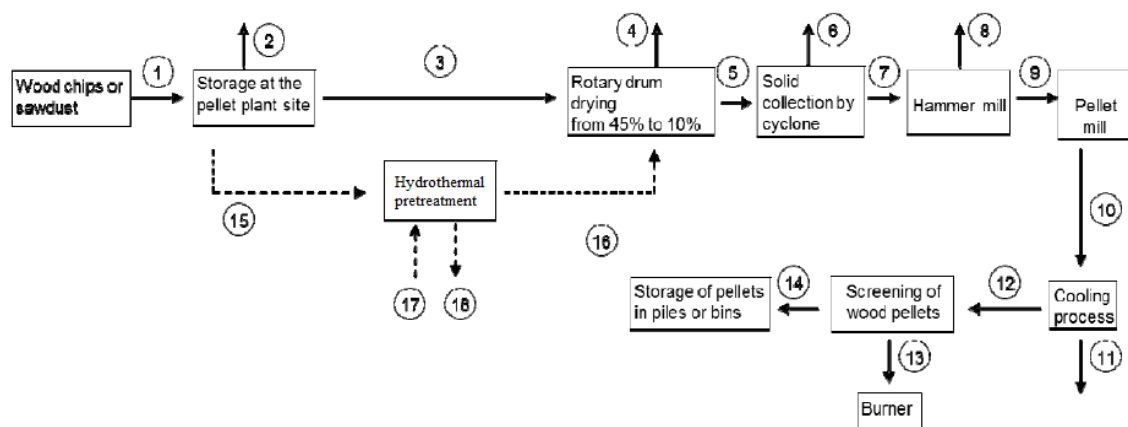 2
4
6
8
1
3
5
7
9
Wood chips or
sawdust
Storage at the
pellet plant site
Rotary drum
drying
from 45% to 10%
Solid
collection by
cyclone
Hammer mill
Pellet
mill
Hydrothermal
pretreatment
15
16
17
18
10
Storage of pellets
in piles or bins
14
Screening of
wood pellets
12
Cooling
process
13
11
Burner